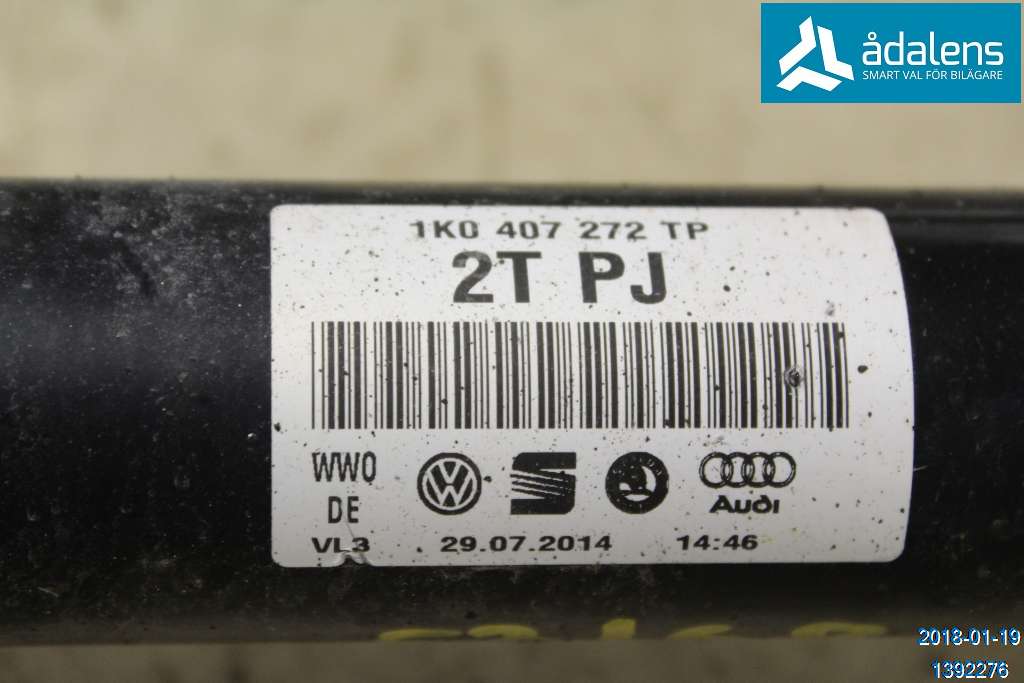 ådalens
SMART VAL FÖR BILÄGARE
1K0 407 272 TP
2T PJ
WW0
DE
VL3
Audi
29.07.2014 14:46
2018-01-19
1392276